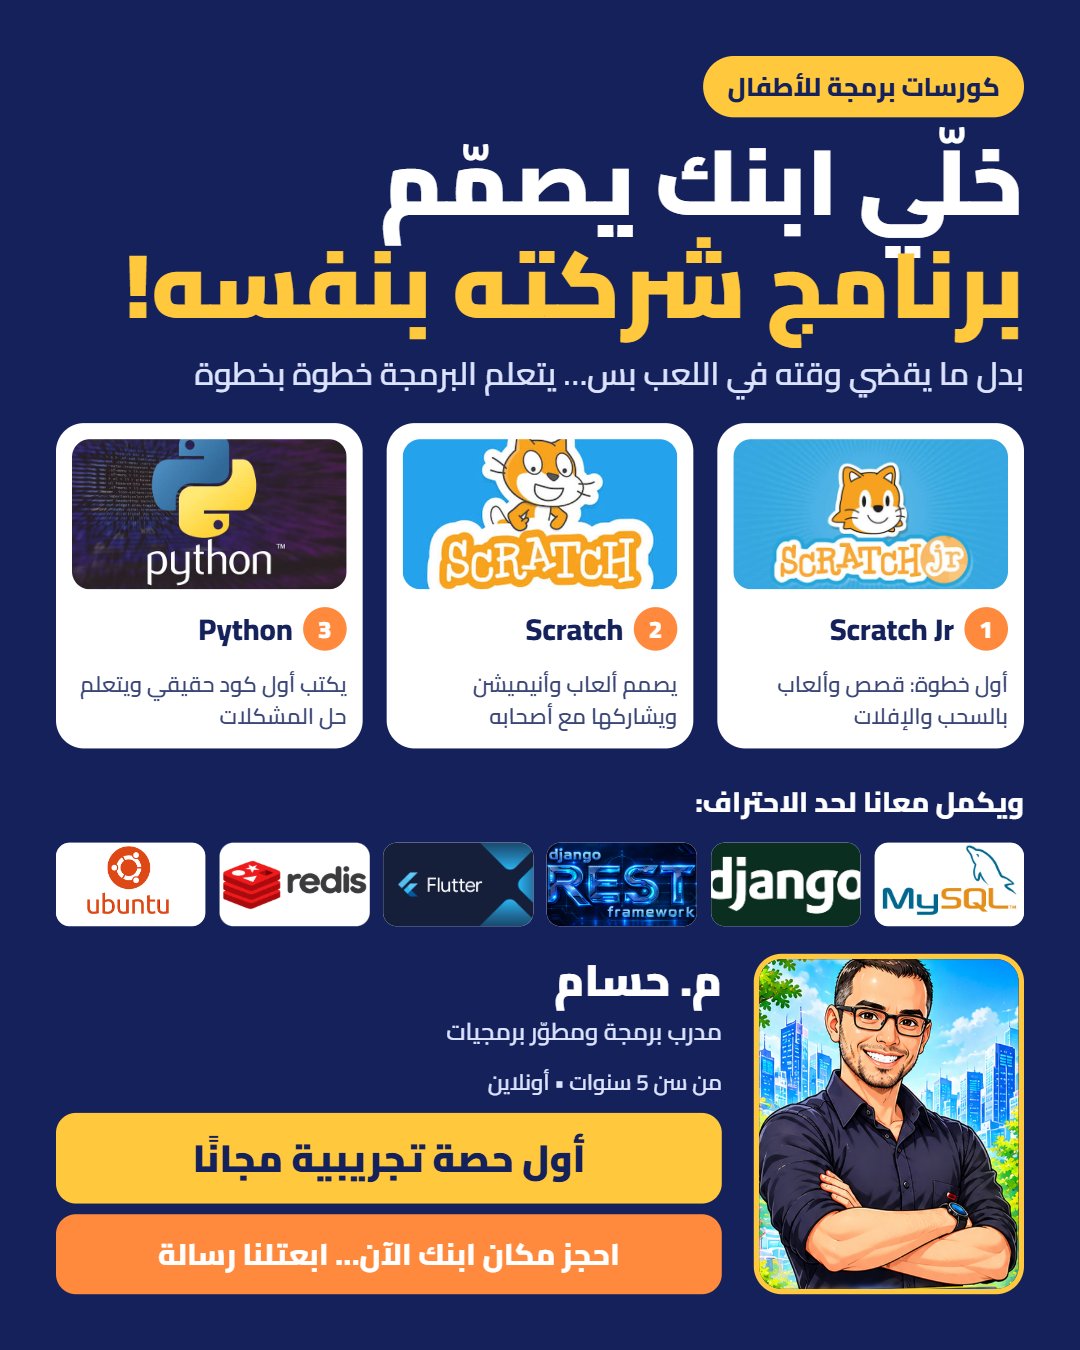 كورسات برمجة للأطفال
خلّي ابنك يصمّم
برنامج شركته بنفسه!
بدل ما يقضي وقته في اللعب بس... يتعلم البرمجة خطوة بخطوة
SCRATCH jr
1 Scratch Jr
أول خطوة: قصص وألعاب
بالسحب والإفلات
SCRATCH
2 Scratch
يصمم ألعاب وأنيميشن
ويشاركها مع أصحابه
python™
3 Python
يكتب أول كود حقيقي ويتعلم
حل المشكلات
ويكمل معانا لحد الاحتراف:
MySQL™
django
django
REST
framework
Flutter
redis
ubuntu
م. حسام
مدرب برمجة ومطوّر برمجيات
من سن 5 سنوات • أونلاين
أول حصة تجريبية مجانًا
احجز مكان ابنك الآن... ابعتلنا رسالة